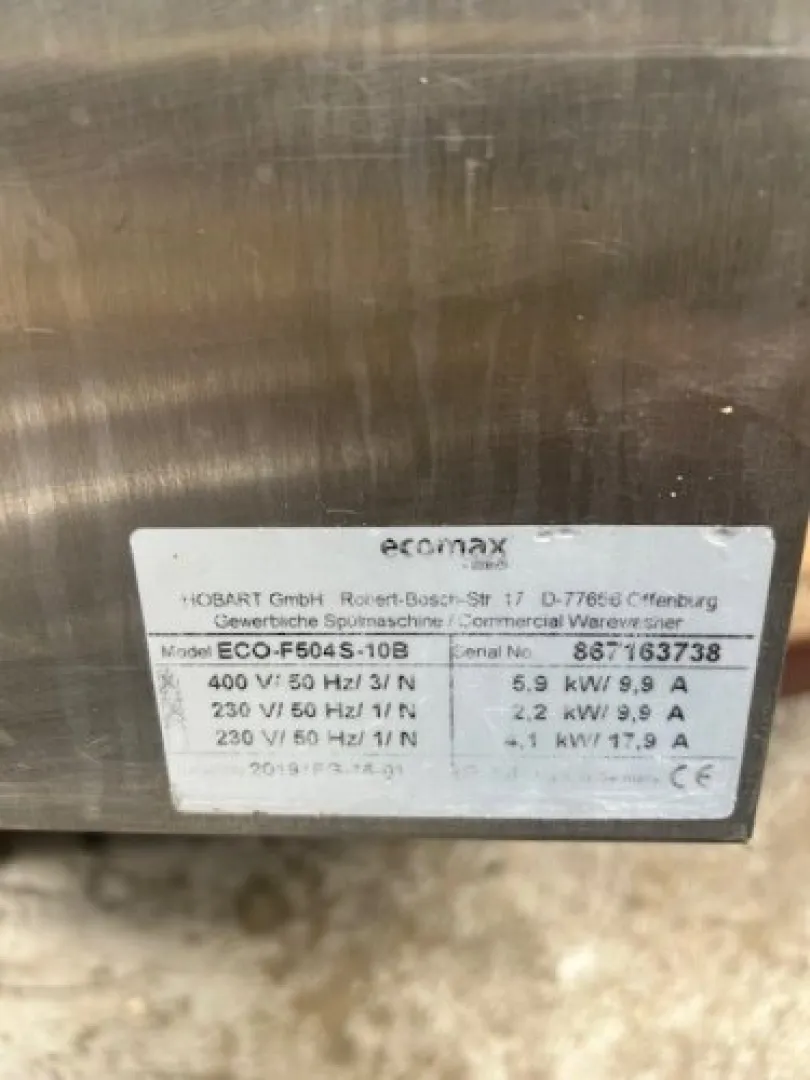 ecomax
HOBART GmbH Robert-Bosch-Str 17 D-77656 Offenburg
Gewerbliche Spülmaschine / Commercial Warewasher
Model ECO-F504S-10B Serial No. 867163738
400 V/ 50 Hz/ 3/ N 5,9 kW/ 9,9 A
230 V/ 50 Hz/ 1/ N 2,2 kW/ 9,9 A
230 V/ 50 Hz/ 1/ N 4,1 kW/ 17,9 A
2019 CE